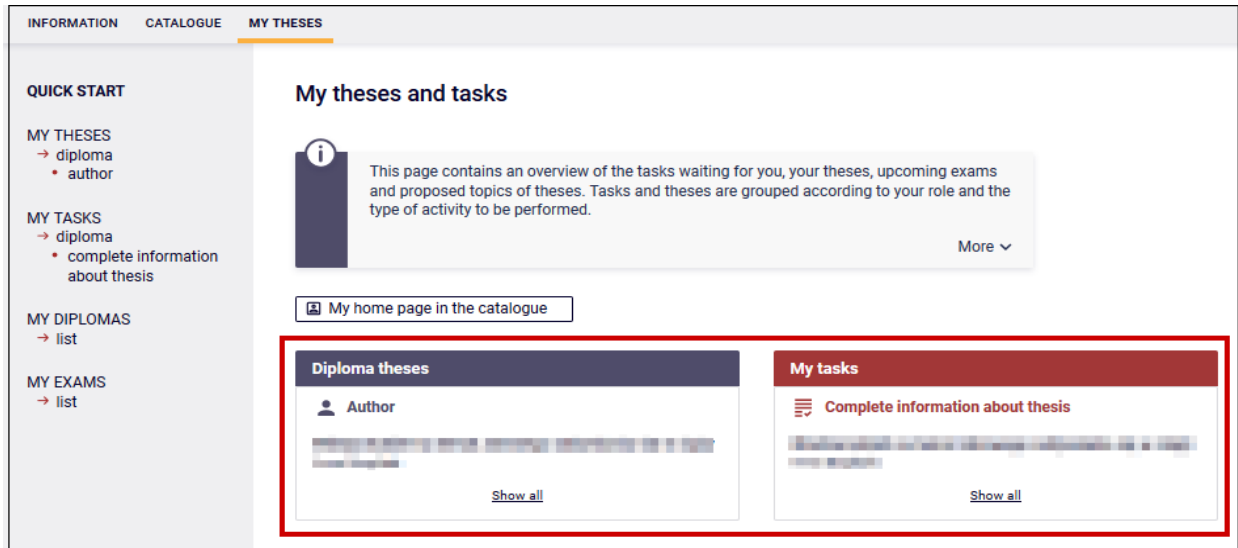 INFORMATION CATALOGUE MY THESES
QUICK START
MY THESES
→ diploma
• author
MY TASKS
→ diploma
• complete information
about thesis
MY DIPLOMAS
→ list
MY EXAMS
→ list
My theses and tasks
This page contains an overview of the tasks waiting for you, your theses, upcoming exams
and proposed topics of theses. Tasks and theses are grouped according to your role and the
type of activity to be performed.
More
My home page in the catalogue
Diploma theses
Author
Show all
My tasks
Complete information about thesis
Show all